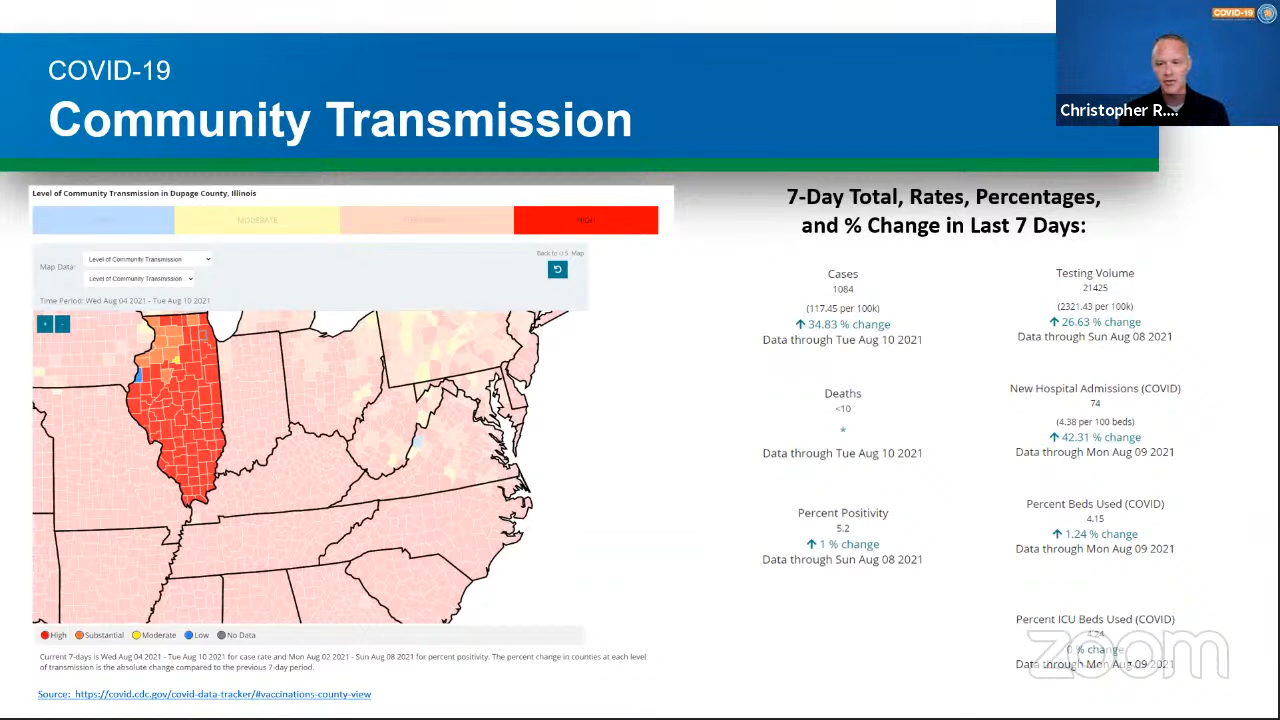 COVID-19
COVID-19
Community Transmission
Christopher R....
Level of Community Transmission in Dupage County, Illinois
MODERATE
HIGH
Map Data:
Level of Community Transmission
Level of Community Transmission
Back to U.S. Map
Time Period: Wed Aug 04 2021 - Tue Aug 10 2021
+ -
High Substantial Moderate Low No Data
Current 7-days is Wed Aug 04 2021 - Tue Aug 10 2021 for case rate and Mon Aug 02 2021 - Sun Aug 08 2021 for percent positivity. The percent change in counties at each level
of transmission is the absolute change compared to the previous 7-day period.
Source: https://covid.cdc.gov/covid-data-tracker/#vaccinations-county-view
7-Day Total, Rates, Percentages,
and % Change in Last 7 Days:
Cases
1084
(117.45 per 100k)
34.83 % change
Data through Tue Aug 10 2021
Deaths
<10
*
Data through Tue Aug 10 2021
Percent Positivity
5.2
1 % change
Data through Sun Aug 08 2021
Testing Volume
21425
(2321.43 per 100k)
26.63 % change
Data through Sun Aug 08 2021
New Hospital Admissions (COVID)
74
(4.38 per 100 beds)
42.31 % change
Data through Mon Aug 09 2021
Percent Beds Used (COVID)
4.15
1.24 % change
Data through Mon Aug 09 2021
Percent ICU Beds Used (COVID)
4.24
0 % change
Data through Mon Aug 09 2021
zoom